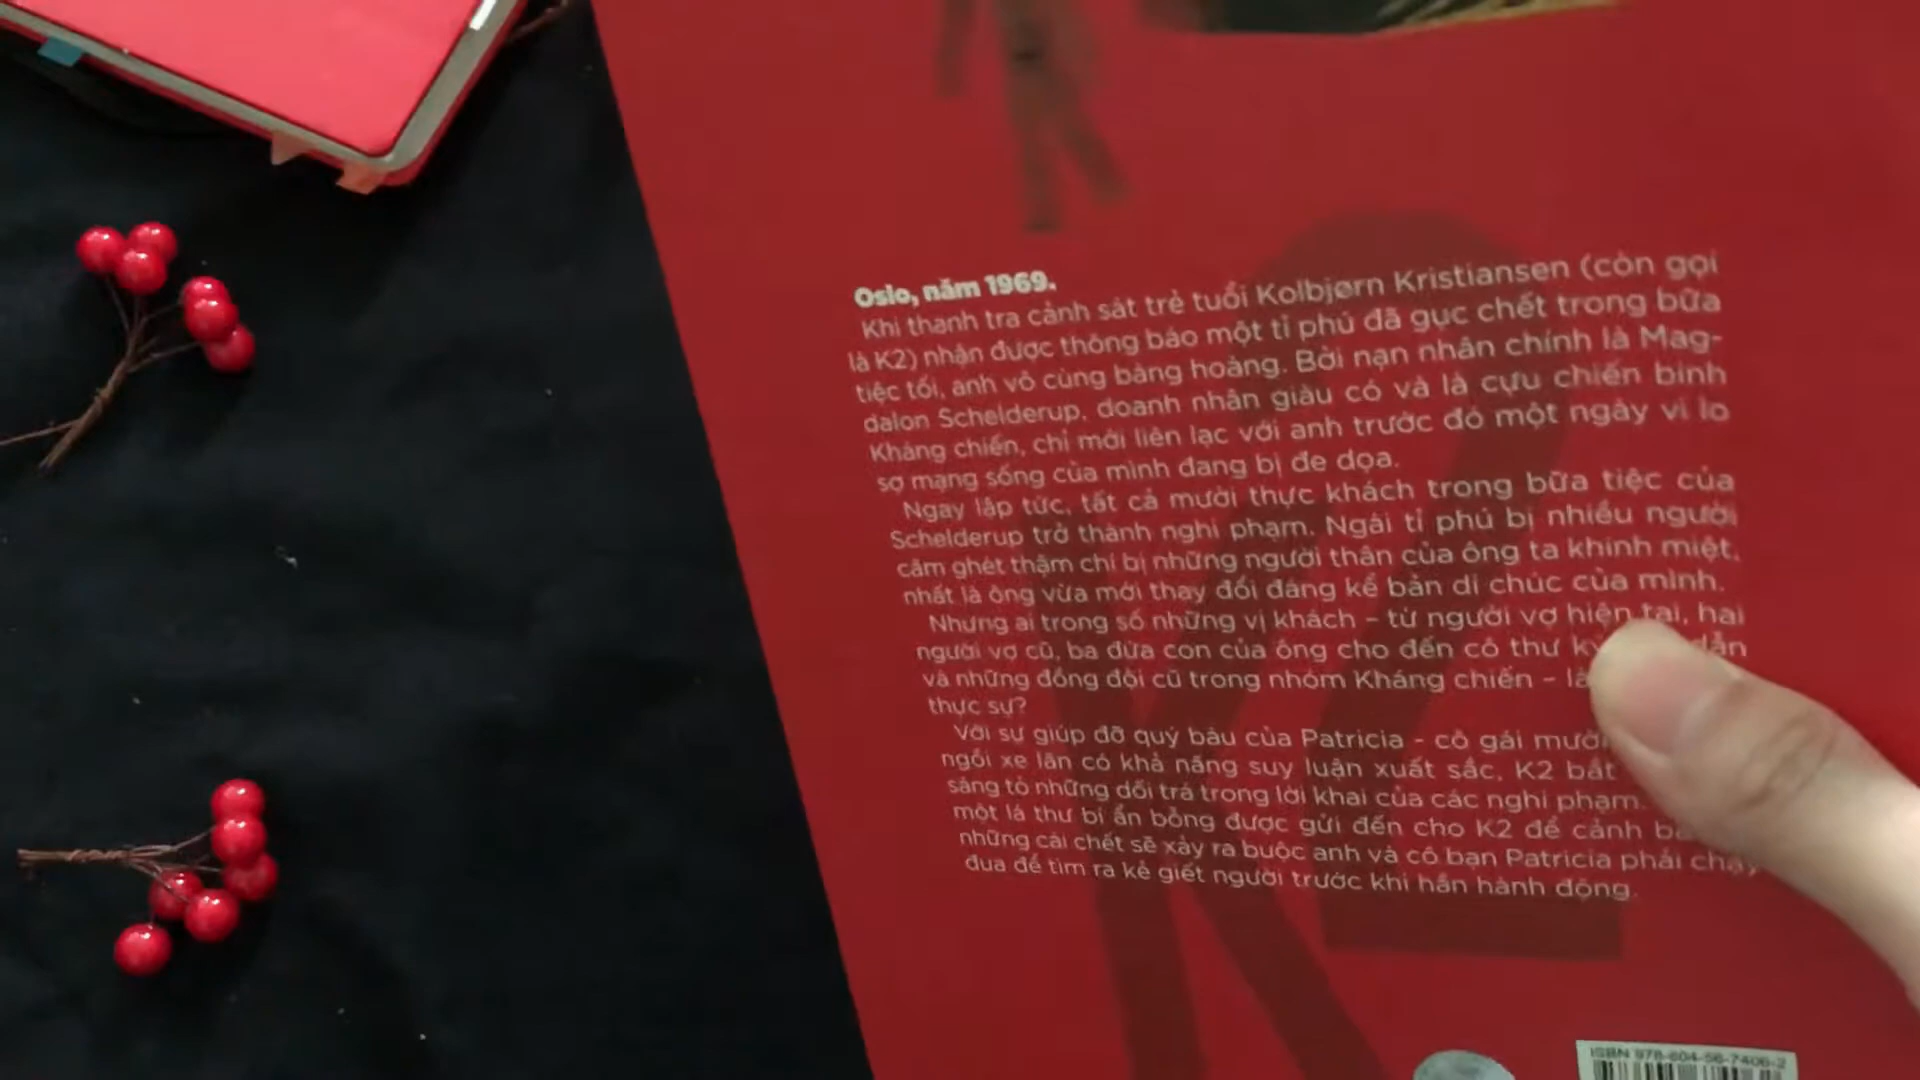 Oslo, năm 1969.
Khi thanh tra cảnh sát trẻ tuổi Kolbjørn Kristiansen (còn gọi
là K2) nhận được thông báo một tỉ phú đã gục chết trong bữa
tiệc tối, anh vô cùng bàng hoàng. Bởi nạn nhân chính là Mag-
dalon Schelderup, doanh nhân giàu có và là cựu chiến binh
Kháng chiến, chỉ mới liên lạc với anh trước đó một ngày vì lo
sợ mạng sống của mình đang bị đe dọa.
Ngay lập tức, tất cả mười thực khách trong bữa tiệc của
Schelderup trở thành nghi phạm. Ngài tỉ phú bị nhiều người
căm ghét thậm chí bị những người thân của ông ta khinh miệt,
nhất là ông vừa mới thay đổi đáng kể bản di chúc của mình.
Nhưng ai trong số những vị khách – từ người vợ hiện tại, hai
người vợ cũ, ba đứa con của ông cho đến cô thư ký dẫn
và những đồng đội cũ trong nhóm Kháng chiến – là
thực sự?
Với sự giúp đỡ quý báu của Patricia - cô gái mười
ngồi xe lăn có khả năng suy luận xuất sắc, K2 bắt
sáng tỏ những dối trá trong lời khai của các nghi phạm.
một lá thư bí ẩn bỗng được gửi đến cho K2 để cảnh
những cái chết sẽ xảy ra buộc anh và cô bạn Patricia phải chạy
đua để tìm ra kẻ giết người trước khi hắn hành động.
ISBN 978-604-56-7406-2